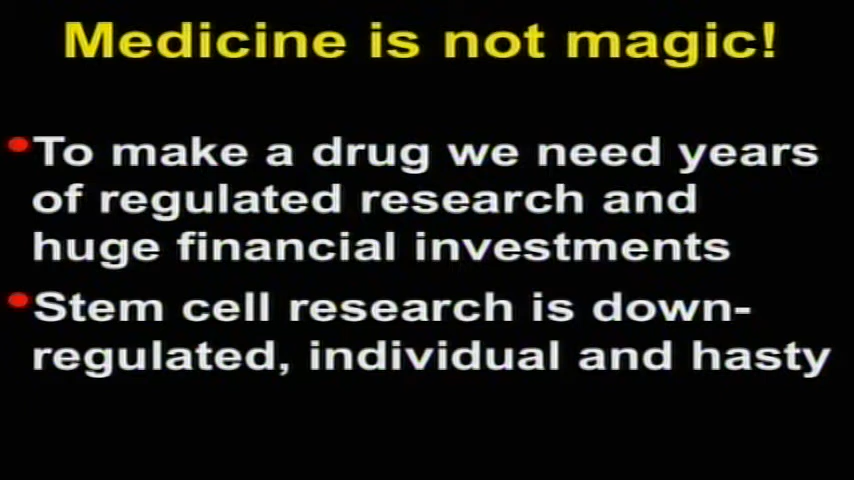 Medicine is not magic!
•To make a drug we need years
of regulated research and
huge financial investments
•Stem cell research is down-
regulated, individual and hasty